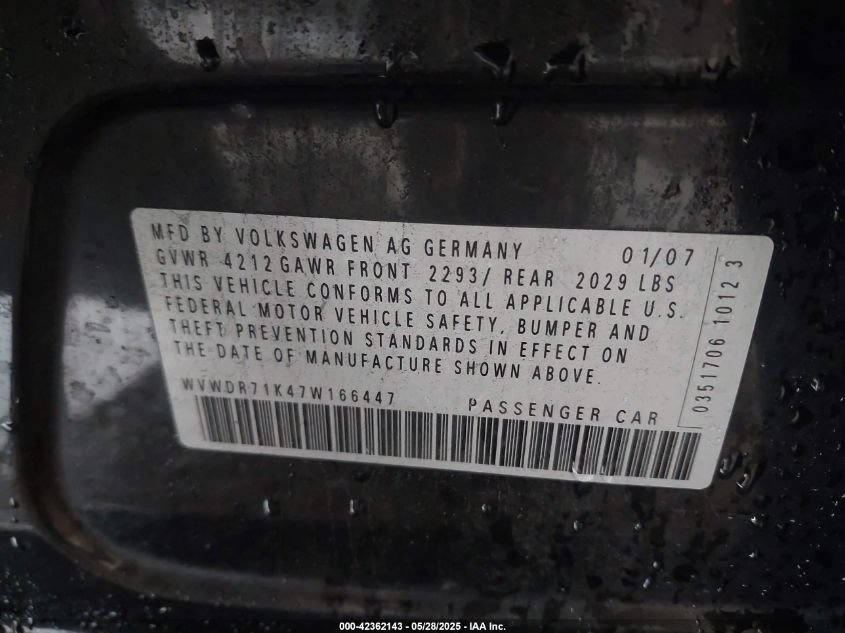 MFD BY VOLKSWAGEN AG GERMANY 01/07
GVWR 4212 GAWR FRONT 2293/ REAR 2029 LBS
THIS VEHICLE CONFORMS TO ALL APPLICABLE U.S.
FEDERAL MOTOR VEHICLE SAFETY, BUMPER AND
THEFT PREVENTION STANDARDS IN EFFECT ON
THE DATE OF MANUFACTURE SHOWN ABOVE.
WVWDR71K47W166447 PASSENGER CAR
0351706 1012 3
000-42362143 - 05/28/2025 - IAA Inc.